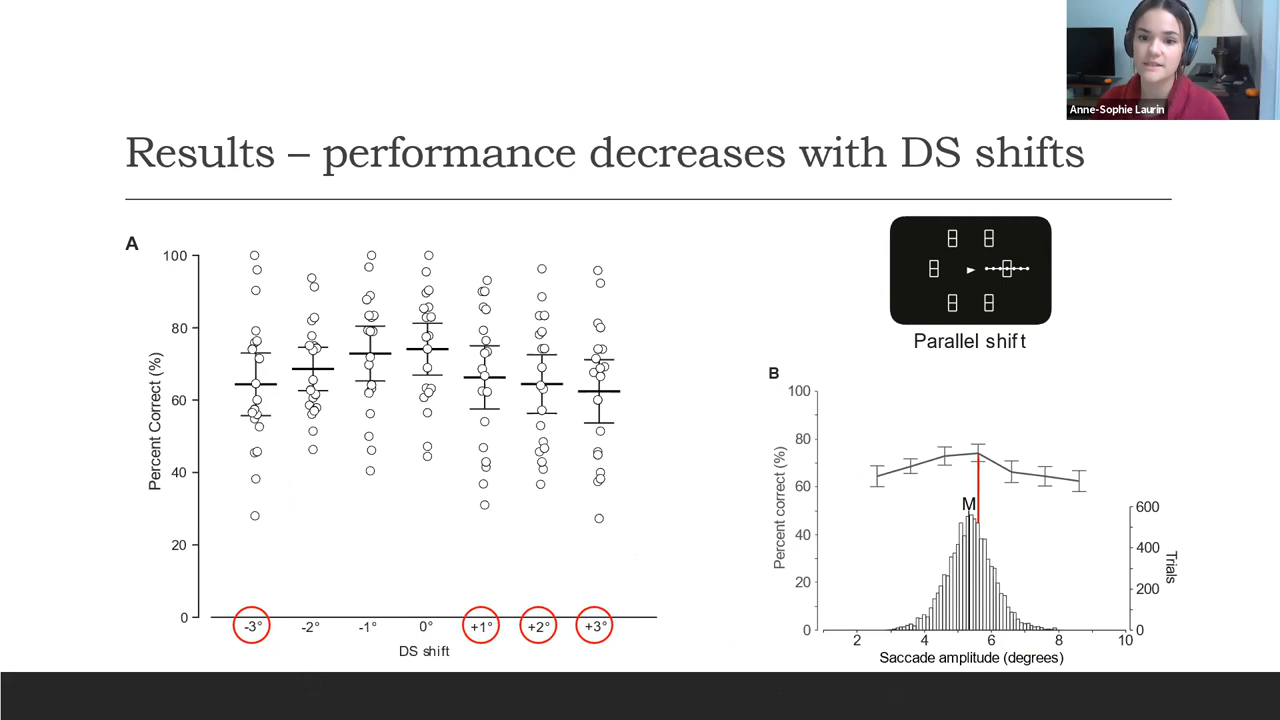 Anne-Sophie Laurin
Results – performance decreases with DS shifts
A
100
80
60
40
20
0
Percent Correct (%)
-3° -2° -1° 0° +1° +2° +3°
DS shift
Parallel shift
B
100
80
60
40
20
0
Percent correct (%)
M
600
400
200
0
Trials
2 4 6 8 10
Saccade amplitude (degrees)